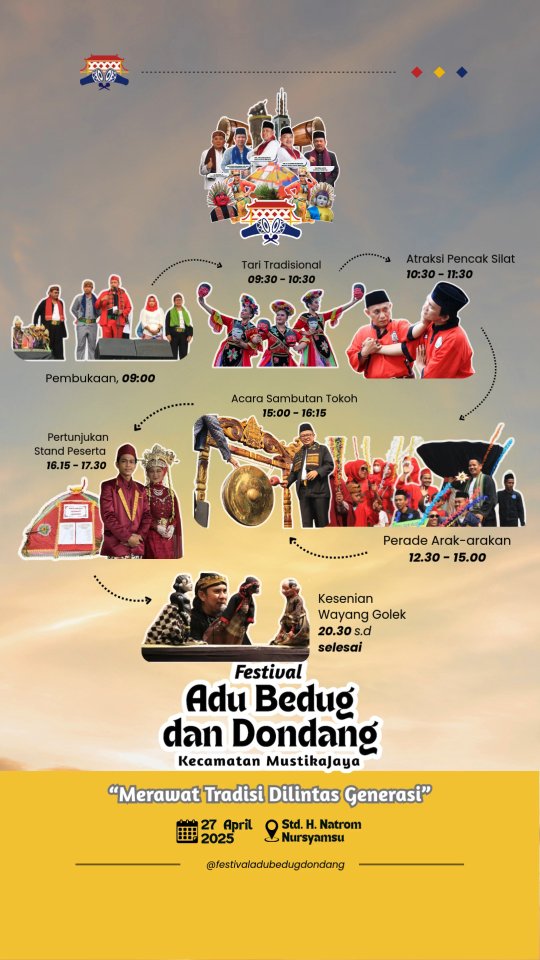 Tari Tradisional
09:30 - 10:30
Atraksi Pencak Silat
10:30 - 11:30
Pembukaan, 09:00
Acara Sambutan Tokoh
15:00 - 16:15
Pertunjukan
Stand Peserta
16.15 - 17.30
Perade Arak-arakan
12.30 - 15.00
Kesenian
Wayang Golek
20.30 s.d
selesai
Festival
Adu Bedug
dan Dondang
Kecamatan MustikaJaya
“Merawat Tradisi Dilintas Generasi”
27 April
2025
Std. H. Natrom
Nursyamsu
@festivaladubedugdondang